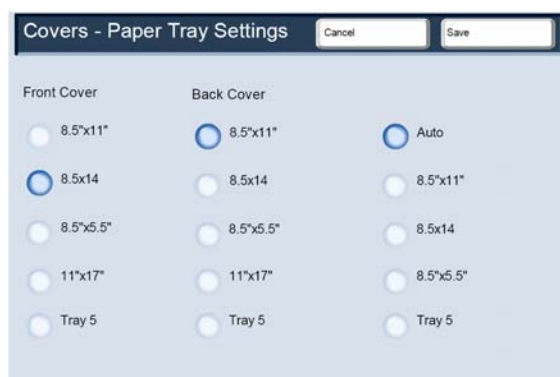 Covers - Paper Tray Settings Cancel Save
Front Cover Back Cover
8.5"x11" 8.5"x11" Auto
8.5x14 8.5x14 8.5"x11"
8.5"x5.5" 8.5"x5.5" 8.5x14
11"x17" 11"x17" 8.5"x5.5"
Tray 5 Tray 5 Tray 5